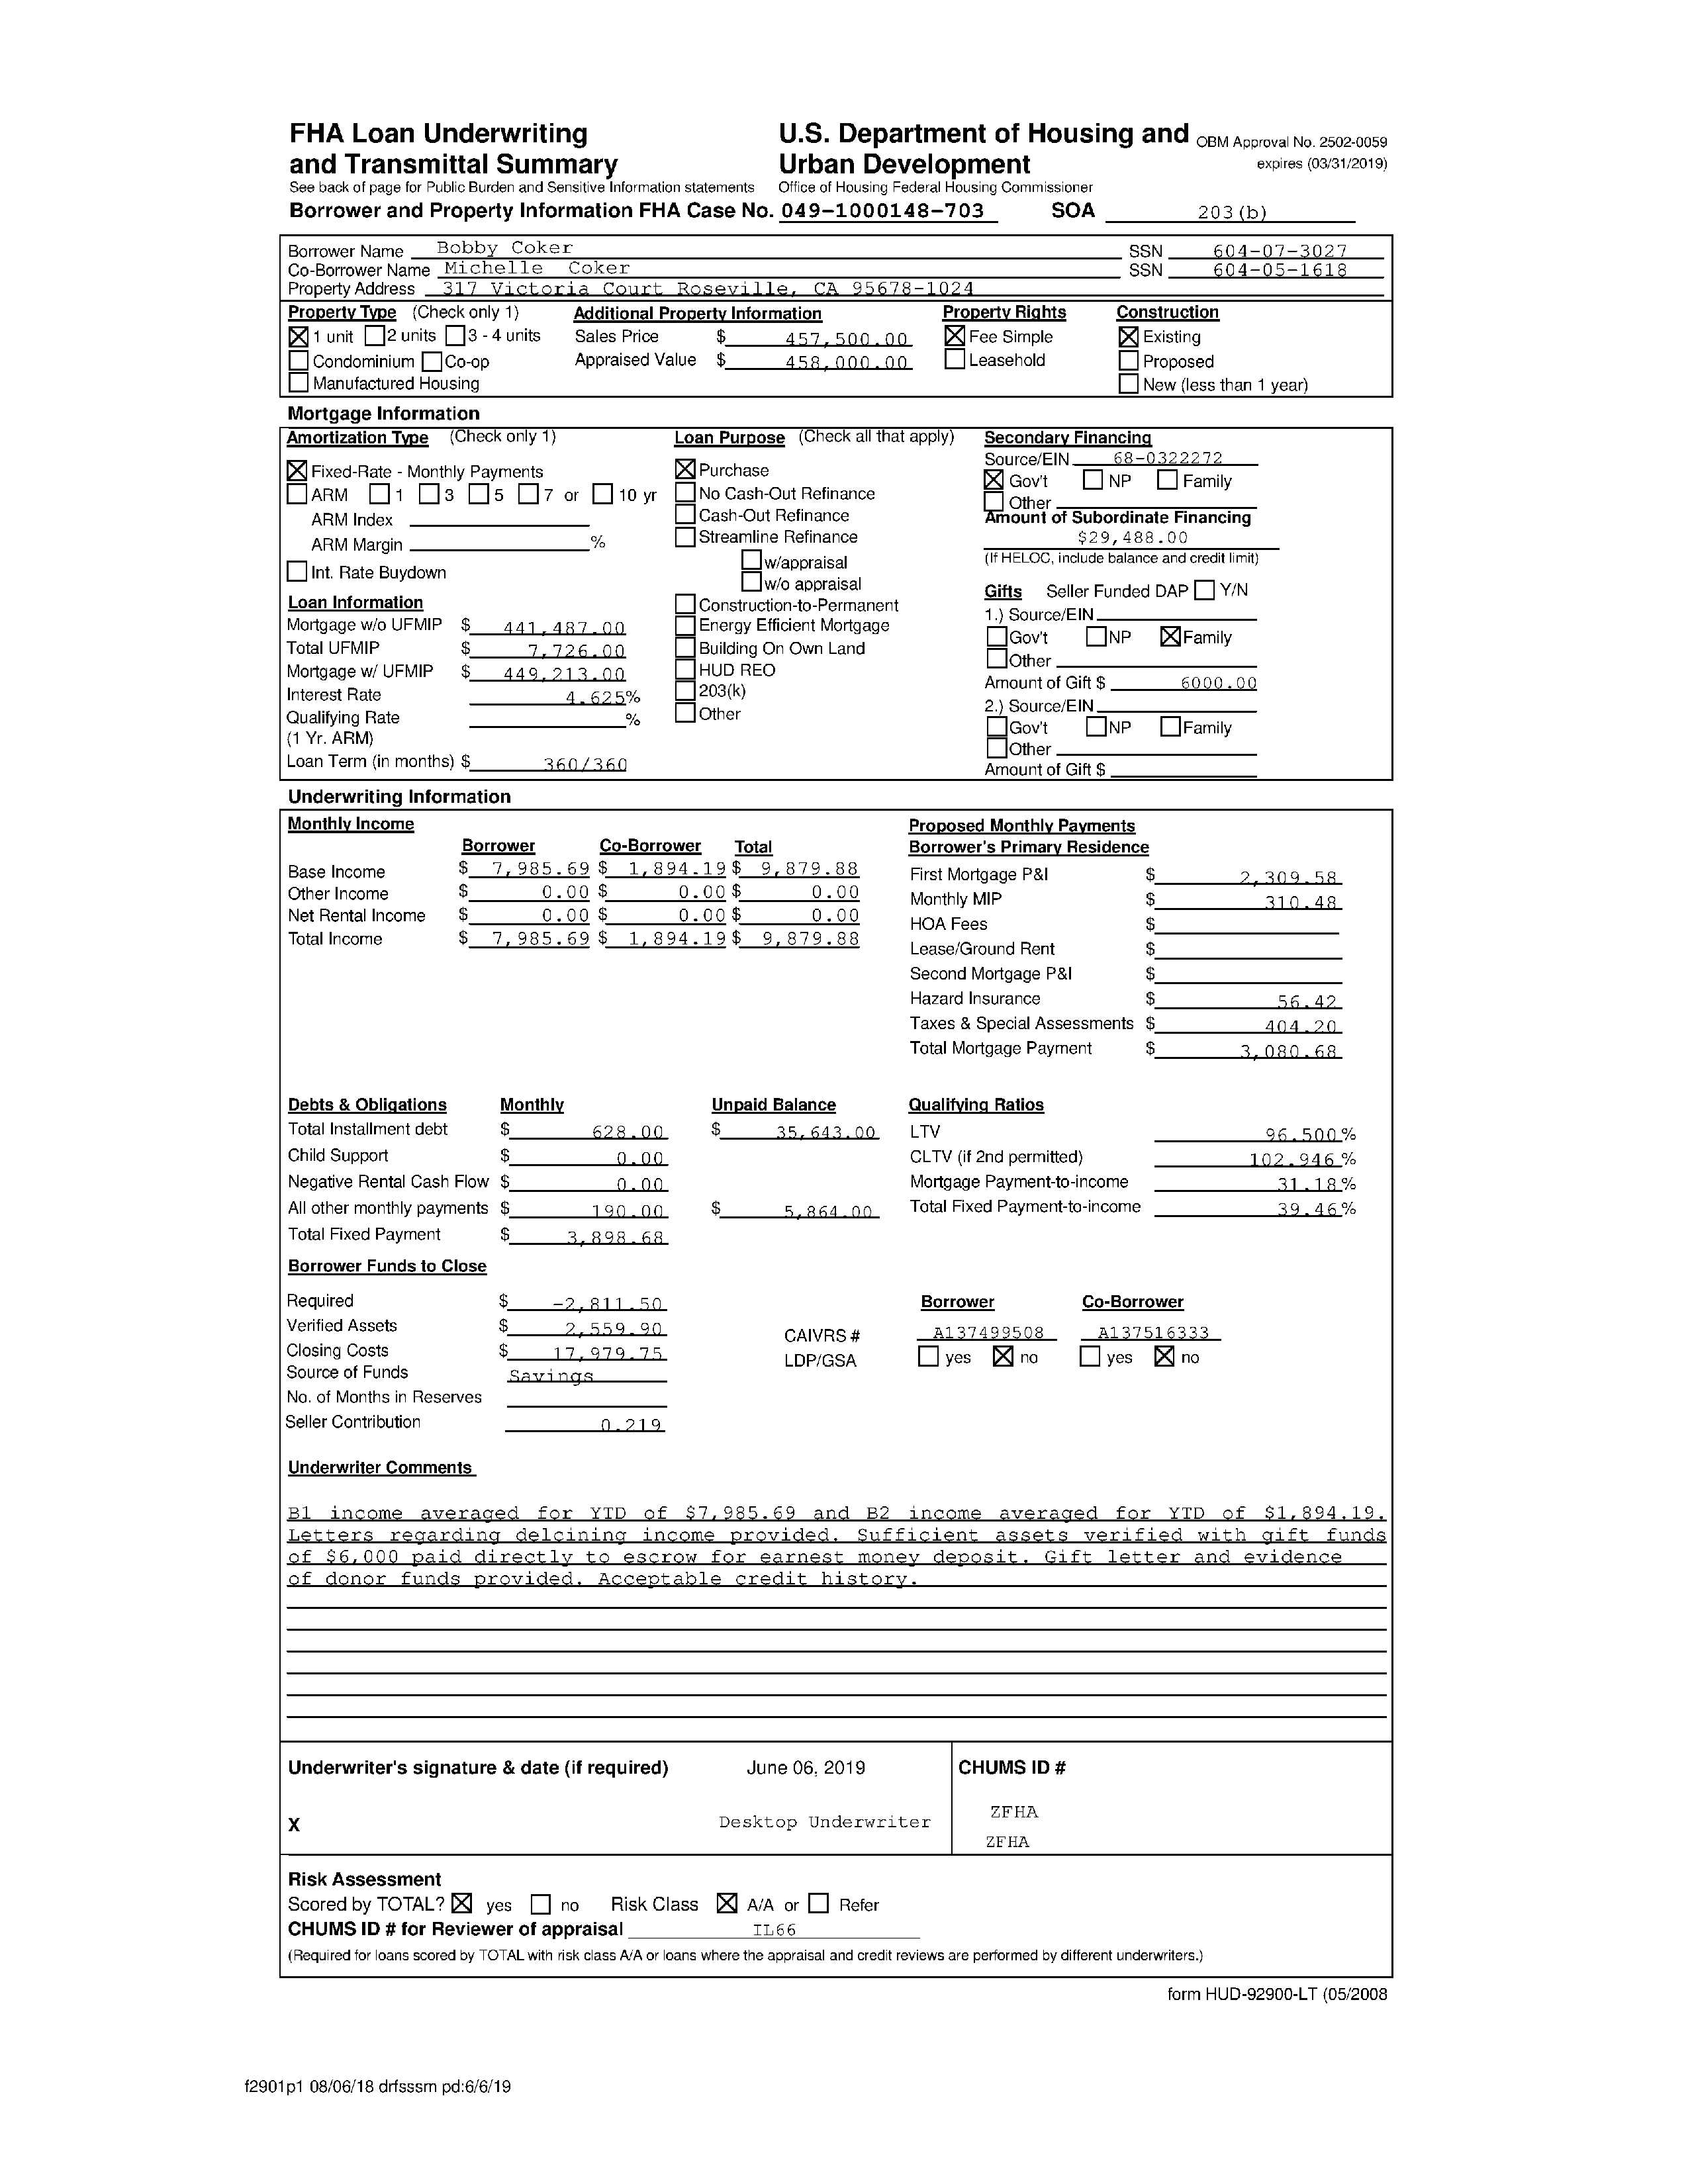 FHA Loan Underwriting
and Transmittal Summary
See back of page for Public Burden and Sensitive Information statements
U.S. Department of Housing and
Urban Development
Office of Housing Federal Housing Commissioner
OBM Approval No. 2502-0059
expires (03/31/2019)
Borrower and Property Information FHA Case No. 049-1000148-703 SOA 203(b)
Borrower Name Bobby Coker SSN 604-07-3027
Co-Borrower Name Michelle Coker SSN 604-05-1618
Property Address 317 Victoria Court Roseville, CA 95678-1024
Property Type (Check only 1)
1 unit 2 units 3 - 4 units
Condominium Co-op
Manufactured Housing
Additional Property Information
Sales Price $ 457,500.00
Appraised Value $ 458,000.00
Property Rights
Fee Simple
Leasehold
Construction
Existing
Proposed
New (less than 1 year)
Mortgage Information
Amortization Type (Check only 1)
Fixed-Rate - Monthly Payments
ARM 1 3 5 7 or 10 yr
ARM Index
ARM Margin %
Int. Rate Buydown
Loan Information
Mortgage w/o UFMIP $ 441,487.00
Total UFMIP $ 7,726.00
Mortgage w/ UFMIP $ 449,213.00
Interest Rate 4.625%
Qualifying Rate %
(1 Yr. ARM)
Loan Term (in months) $ 360/360
Loan Purpose (Check all that apply)
Purchase
No Cash-Out Refinance
Cash-Out Refinance
Streamline Refinance
w/appraisal
w/o appraisal
Construction-to-Permanent
Energy Efficient Mortgage
Building On Own Land
HUD REO
203(k)
Other
Secondary Financing
Source/EIN 68-0322272
Gov't NP Family
Other
Amount of Subordinate Financing
$29,488.00
(If HELOC, include balance and credit limit)
Gifts Seller Funded DAP Y/N
1.) Source/EIN
Gov't NP Family
Other
Amount of Gift $ 6000.00
2.) Source/EIN
Gov't NP Family
Other
Amount of Gift $
Underwriting Information
Monthly Income
Borrower Co-Borrower Total
Base Income $ 7,985.69 $ 1,894.19 $ 9,879.88
Other Income $ 0.00 $ 0.00 $ 0.00
Net Rental Income $ 0.00 $ 0.00 $ 0.00
Total Income $ 7,985.69 $ 1,894.19 $ 9,879.88
Proposed Monthly Payments
Borrower's Primary Residence
First Mortgage P&I $ 2,309.58
Monthly MIP $ 310.48
HOA Fees $
Lease/Ground Rent $
Second Mortgage P&I $
Hazard Insurance $ 56.42
Taxes & Special Assessments $ 404.20
Total Mortgage Payment $ 3,080.68
Debts & Obligations Monthly Unpaid Balance
Total Installment debt $ 628.00 $ 35,643.00
Child Support $ 0.00
Negative Rental Cash Flow $ 0.00
All other monthly payments $ 190.00 $ 5,864.00
Total Fixed Payment $ 3,898.68
Qualifying Ratios
LTV 96.500%
CLTV (if 2nd permitted) 102.946%
Mortgage Payment-to-income 31.18%
Total Fixed Payment-to-income 39.46%
Borrower Funds to Close
Required $ -2,811.50
Verified Assets $ 2,559.90
Closing Costs $ 17,979.75
Source of Funds Savings
No. of Months in Reserves
Seller Contribution 0.219
Borrower Co-Borrower
CAIVRS # A137499508 A137516333
LDP/GSA yes no yes no
Underwriter Comments
B1 income averaged for YTD of $7,985.69 and B2 income averaged for YTD of $1,894.19.
Letters regarding delcining income provided. Sufficient assets verified with gift funds
of $6,000 paid directly to escrow for earnest money deposit. Gift letter and evidence
of donor funds provided. Acceptable credit history.
Underwriter's signature & date (if required) June 06, 2019
X Desktop Underwriter
CHUMS ID #
ZFHA
ZFHA
Risk Assessment
Scored by TOTAL? yes no Risk Class A/A or Refer
CHUMS ID # for Reviewer of appraisal IL66
(Required for loans scored by TOTAL with risk class A/A or loans where the appraisal and credit reviews are performed by different underwriters.)
form HUD-92900-LT (05/2008
f2901p1 08/06/18 drfsssm pd:6/6/19